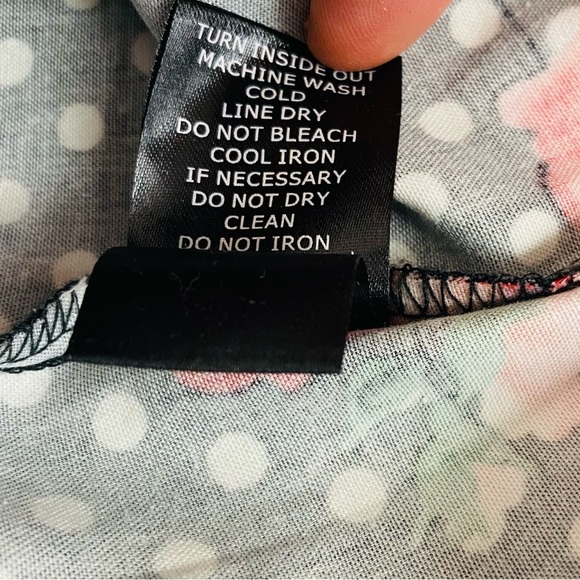 TURN INSIDE OUT
MACHINE WASH
COLD
LINE DRY
DO NOT BLEACH
COOL IRON
IF NECESSARY
DO NOT DRY
CLEAN
DO NOT IRON